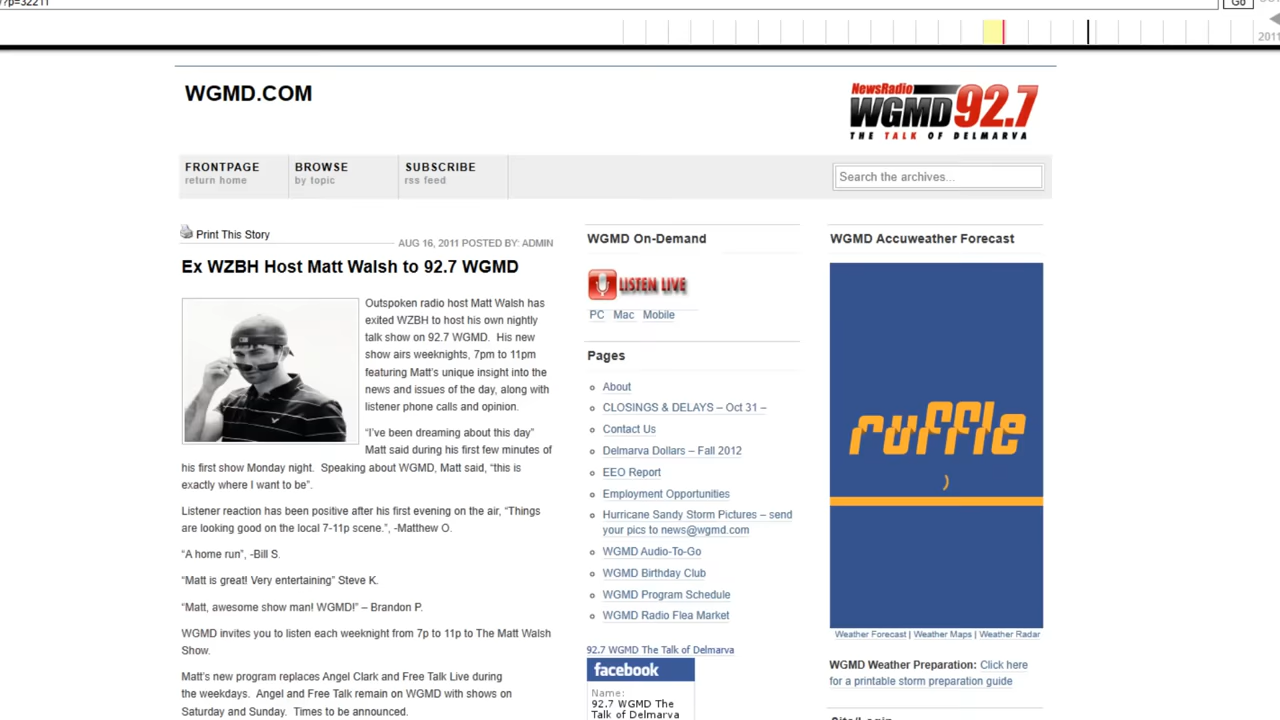 /?p=32211
Go
2011
WGMD.COM
NewsRadio
WGMD 92.7
THE TALK OF DELMARVA
FRONTPAGE
return home
BROWSE
by topic
SUBSCRIBE
rss feed
Search the archives...
Print This Story
AUG 16, 2011 POSTED BY: ADMIN
Ex WZBH Host Matt Walsh to 92.7 WGMD
Outspoken radio host Matt Walsh has
exited WZBH to host his own nightly
talk show on 92.7 WGMD. His new
show airs weeknights, 7pm to 11pm
featuring Matt's unique insight into the
news and issues of the day, along with
listener phone calls and opinion.
“I've been dreaming about this day”
Matt said during his first few minutes of
his first show Monday night. Speaking about WGMD, Matt said, “this is
exactly where I want to be”.
Listener reaction has been positive after his first evening on the air, “Things
are looking good on the local 7-11p scene.”, -Matthew O.
“A home run”, -Bill S.
“Matt is great! Very entertaining” Steve K.
“Matt, awesome show man! WGMD!” – Brandon P.
WGMD invites you to listen each weeknight from 7p to 11p to The Matt Walsh
Show.
Matt's new program replaces Angel Clark and Free Talk Live during
the weekdays. Angel and Free Talk remain on WGMD with shows on
Saturday and Sunday. Times to be announced.
WGMD On-Demand
LISTEN LIVE
PC Mac Mobile
Pages
About
CLOSINGS & DELAYS – Oct 31 –
Contact Us
Delmarva Dollars – Fall 2012
EEO Report
Employment Opportunities
Hurricane Sandy Storm Pictures – send
your pics to news@wgmd.com
WGMD Audio-To-Go
WGMD Birthday Club
WGMD Program Schedule
WGMD Radio Flea Market
92.7 WGMD The Talk of Delmarva
facebook
Name:
92.7 WGMD The
Talk of Delmarva
WGMD Accuweather Forecast
ruffle
Weather Forecast | Weather Maps | Weather Radar
WGMD Weather Preparation: Click here
for a printable storm preparation guide
Site/Login